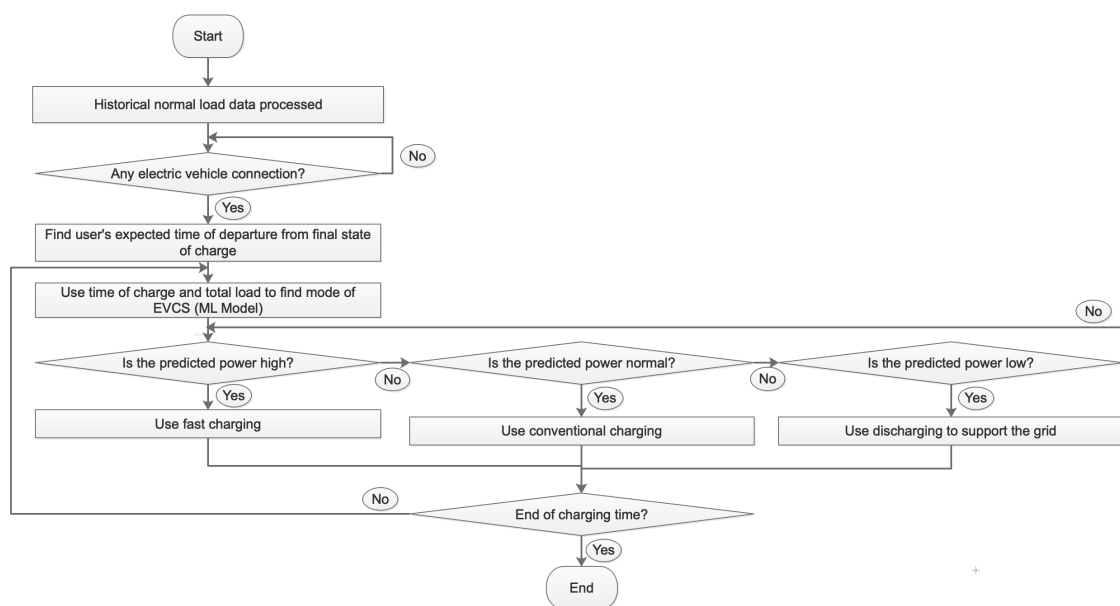 Start
Historical normal load data processed
No
Any electric vehicle connection?
Yes
Find user's expected time of departure from final state
of charge
Use time of charge and total load to find mode of
EVCS (ML Model)
No
Is the predicted power high?
No
Is the predicted power normal?
No
Is the predicted power low?
Yes
Yes
Yes
Use fast charging
Use conventional charging
Use discharging to support the grid
No
End of charging time?
Yes
End